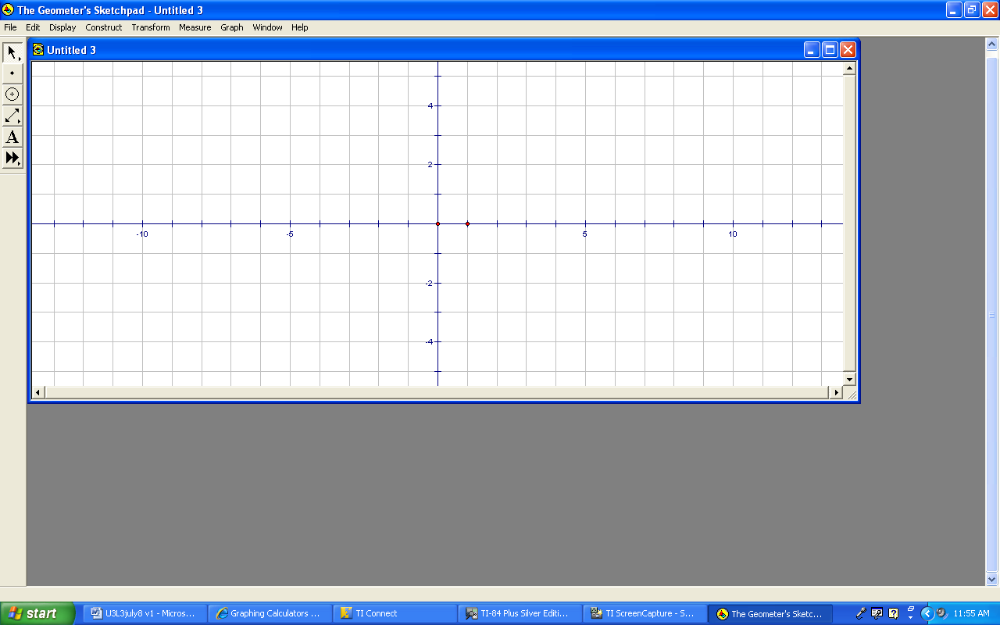 The Geometer's Sketchpad - Untitled 3
File Edit Display Construct Transform Measure Graph Window Help
Untitled 3
A
4
2
-10 -5 5 10
-2
-4
start U3L3july8 v1 - Micros... Graphing Calculators ... TI Connect TI-84 Plus Silver Editi... TI ScreenCapture - S... The Geometer's Sketc... 11:55 AM